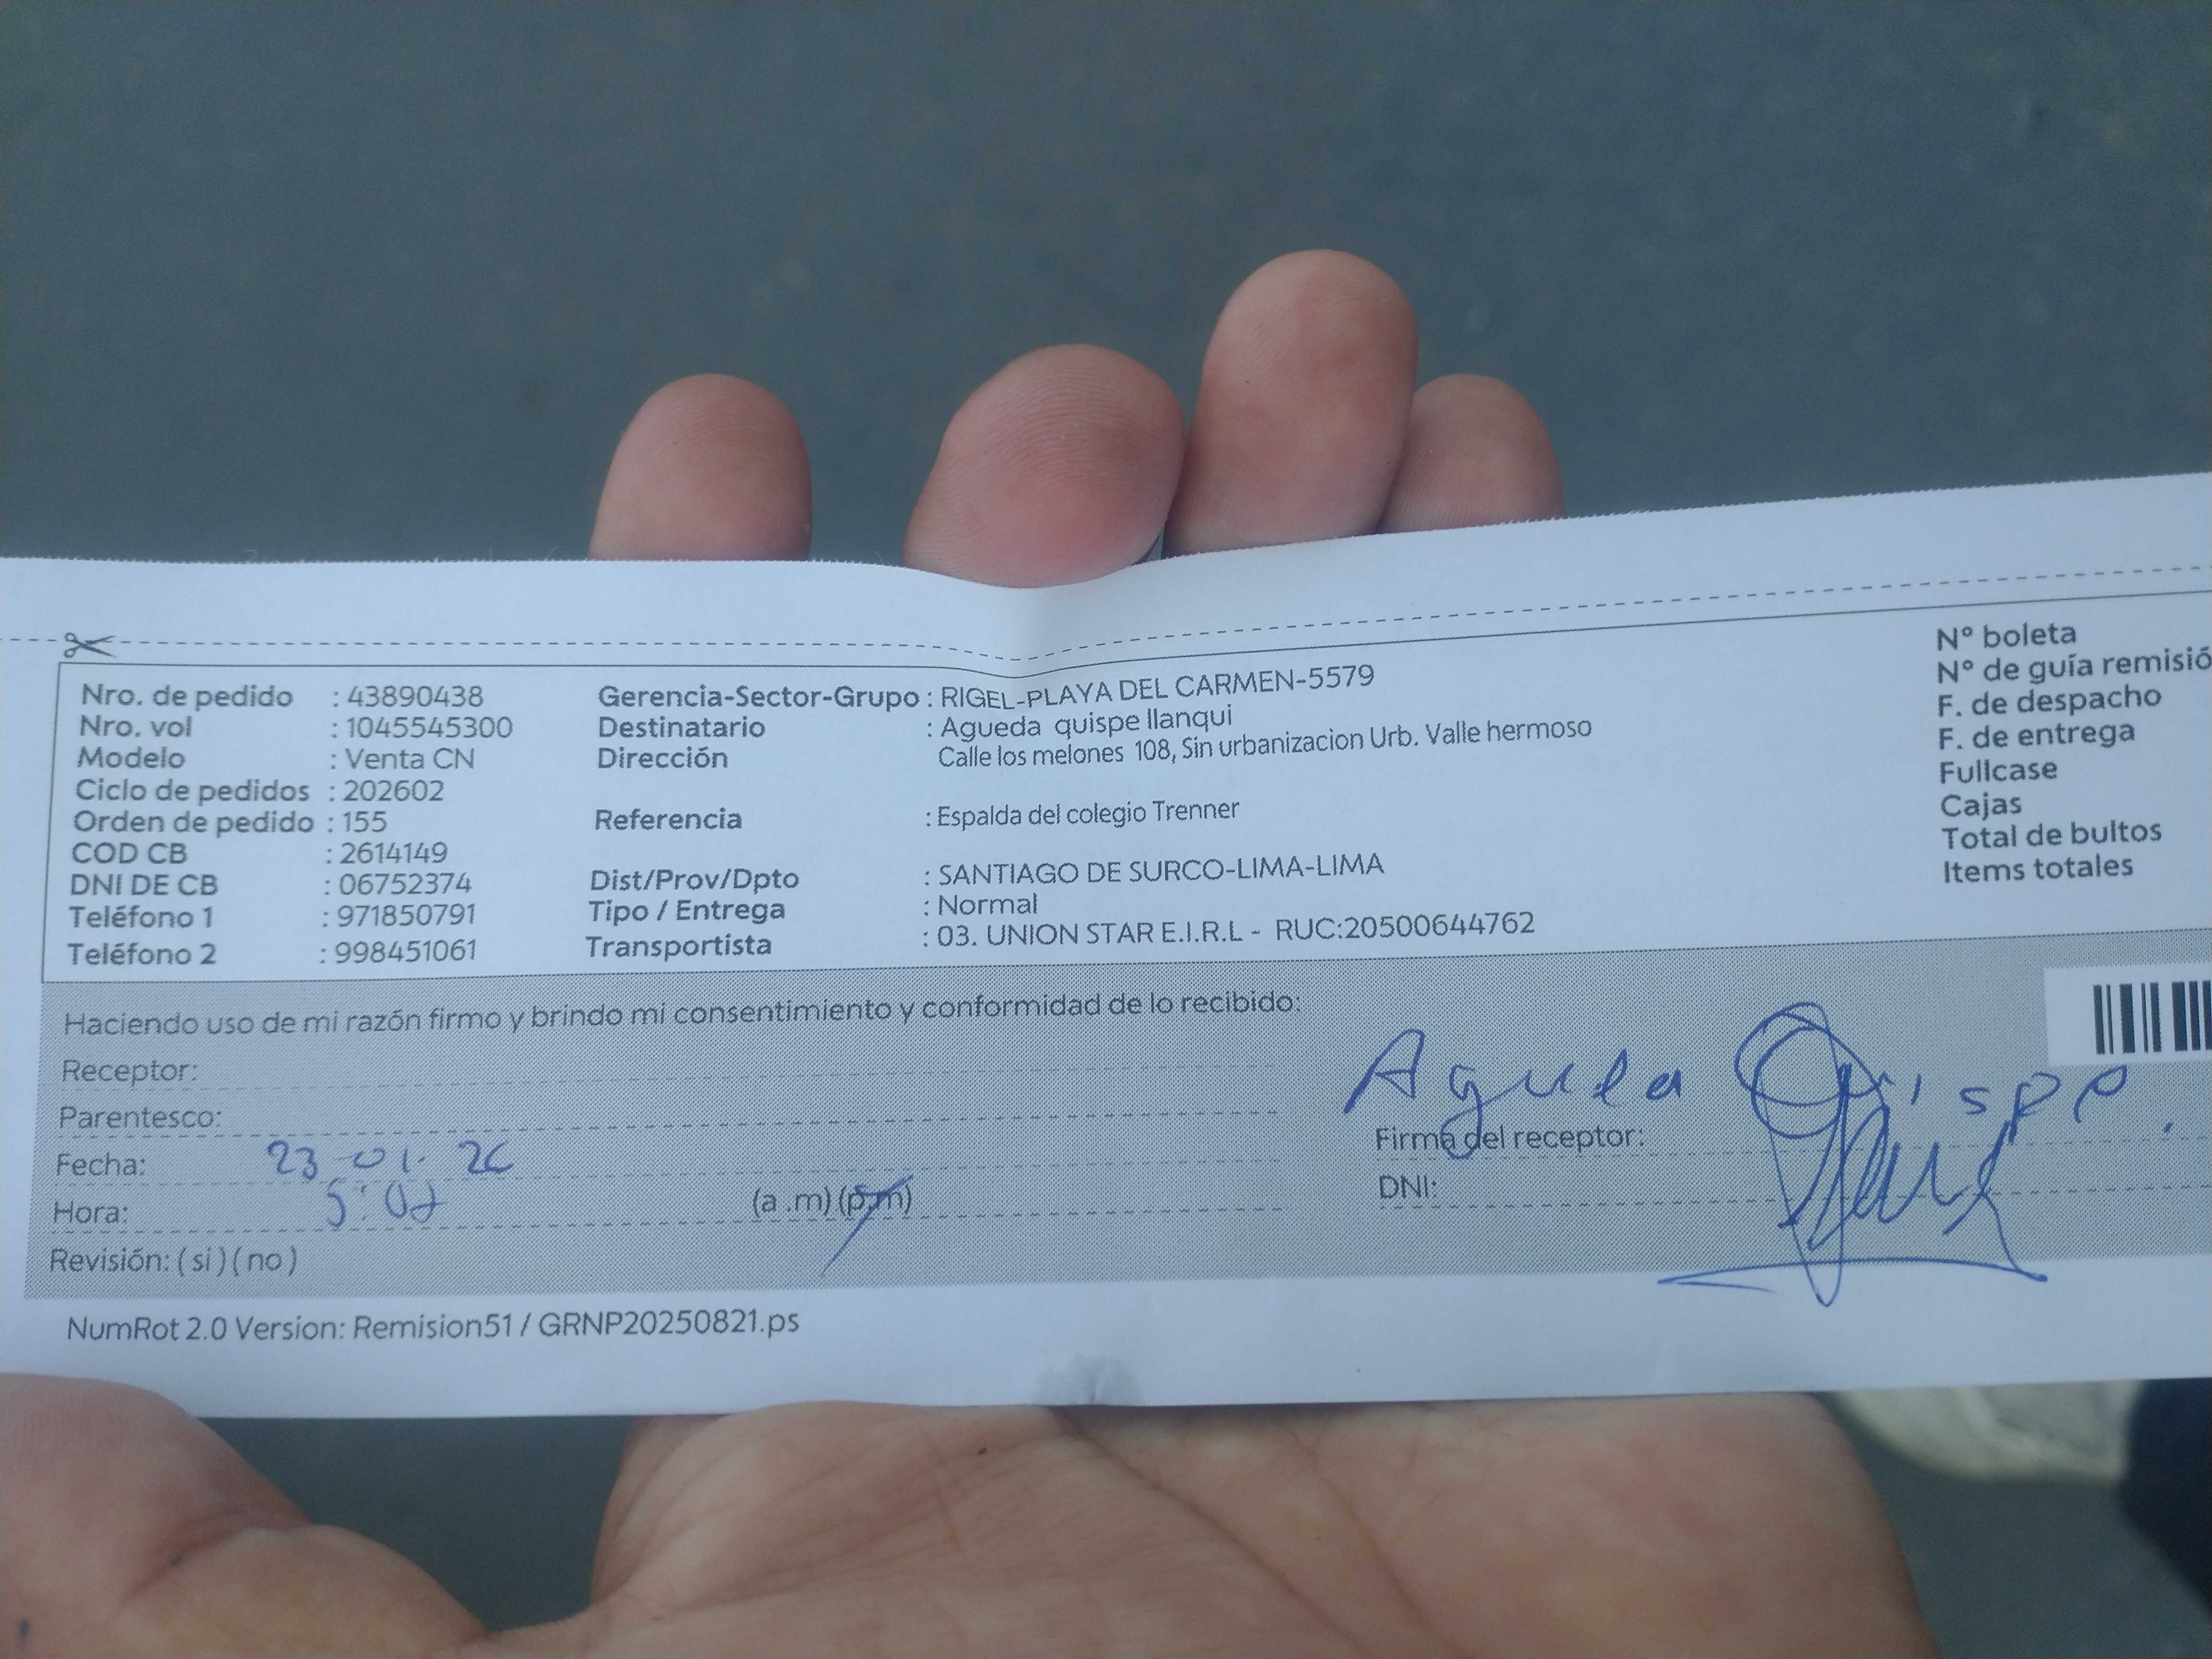 Nro. de pedido : 43890438
Nro. vol : 1045545300
Modelo : Venta CN
Ciclo de pedidos : 202602
Orden de pedido : 155
COD CB : 2614149
DNI DE CB : 06752374
Teléfono 1 : 971850791
Teléfono 2 : 998451061
Gerencia-Sector-Grupo : RIGEL-PLAYA DEL CARMEN-5579
Destinatario : Agueda quispe llanqui
Dirección Calle los melones 108, Sin urbanizacion Urb. Valle hermoso
Referencia : Espalda del colegio Trenner
Dist/Prov/Dpto : SANTIAGO DE SURCO-LIMA-LIMA
Tipo / Entrega : Normal
Transportista : 03. UNION STAR E.I.R.L - RUC:20500644762
N° boleta
N° de guía remisió
F. de despacho
F. de entrega
Fullcase
Cajas
Total de bultos
Items totales
Haciendo uso de mi razón firmo y brindo mi consentimiento y conformidad de lo recibido:
Receptor:
Parentesco:
Fecha: 23-01-26
Hora: 5:07 (a .m) (p.m)
Revisión: ( si ) ( no )
Quispe
Firma del receptor:
DNI:
NumRot 2.0 Version: Remision51 / GRNP20250821.ps